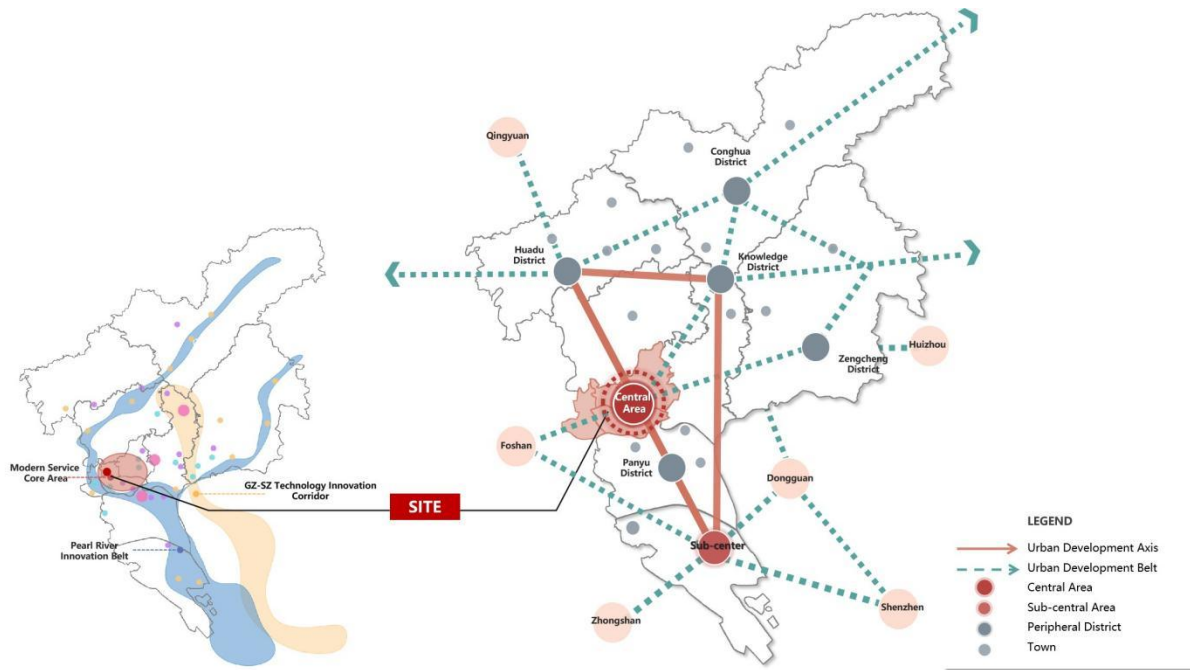 Modern Service
Core Area
GZ-SZ Technology Innovation
Corridor
Pearl River
Innovation Belt
SITE
Qingyuan
Conghua
District
Huadu
District
Knowledge
District
Zengcheng
District
Huizhou
Central
Area
Foshan
Panyu
District
Dongguan
Sub-center
Zhongshan
Shenzhen
LEGEND
Urban Development Axis
Urban Development Belt
Central Area
Sub-central Area
Peripheral District
Town